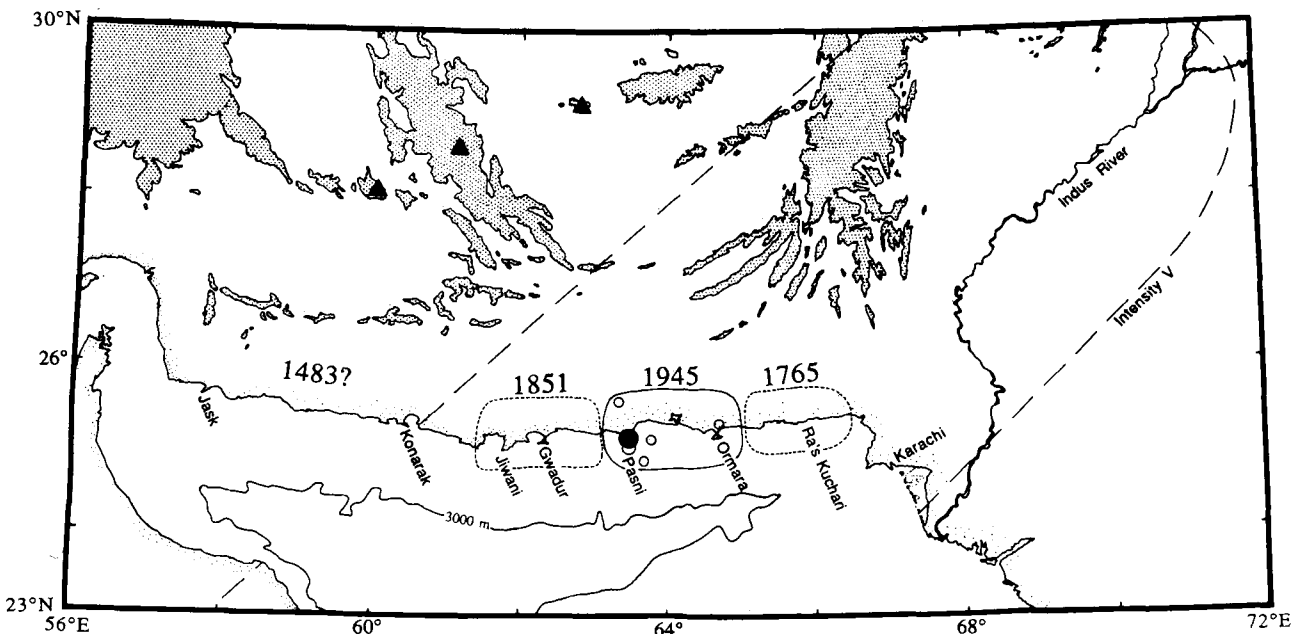 30°N
Indus River
Intensity V
26°
1483?
1851
1945
1765
Jask
Konarak
Jiwani
Gwadur
Pasni
Ormara
Ra's Kuchari
Karachi
3000 m
23°N
56°E
60°
64°
68°
72°E